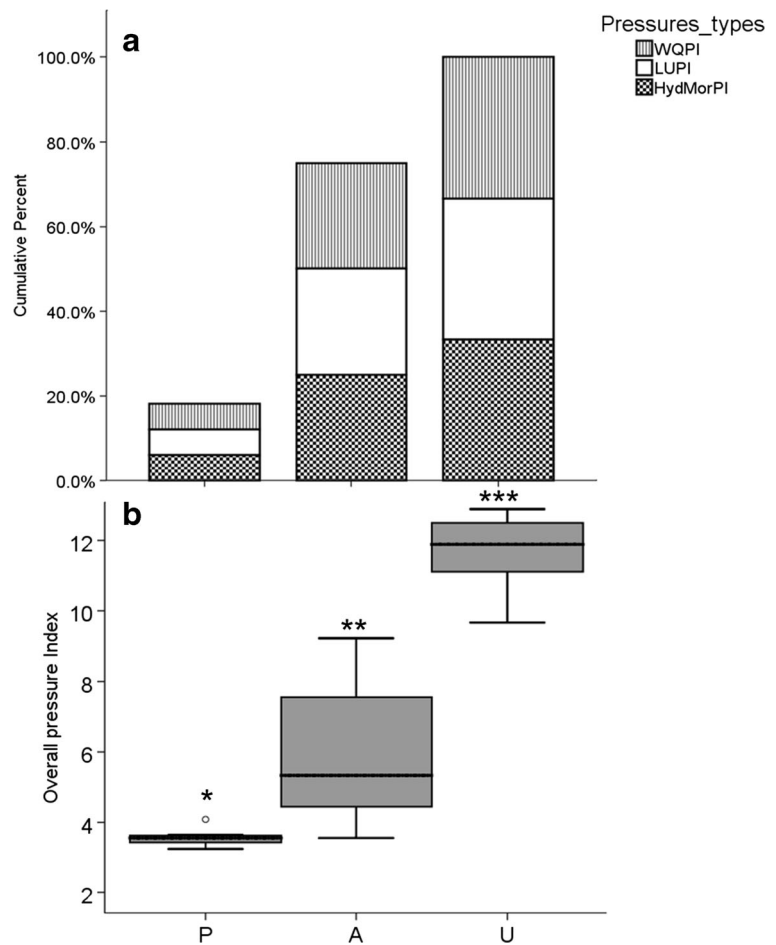 a
Pressures_types
WQPI
LUPI
HydMorPI
Cumulative Percent
100.0%
80.0%
60.0%
40.0%
20.0%
0.0%
b
Overall pressure Index
12
10
8
6
4
2
*
**
***
P A U